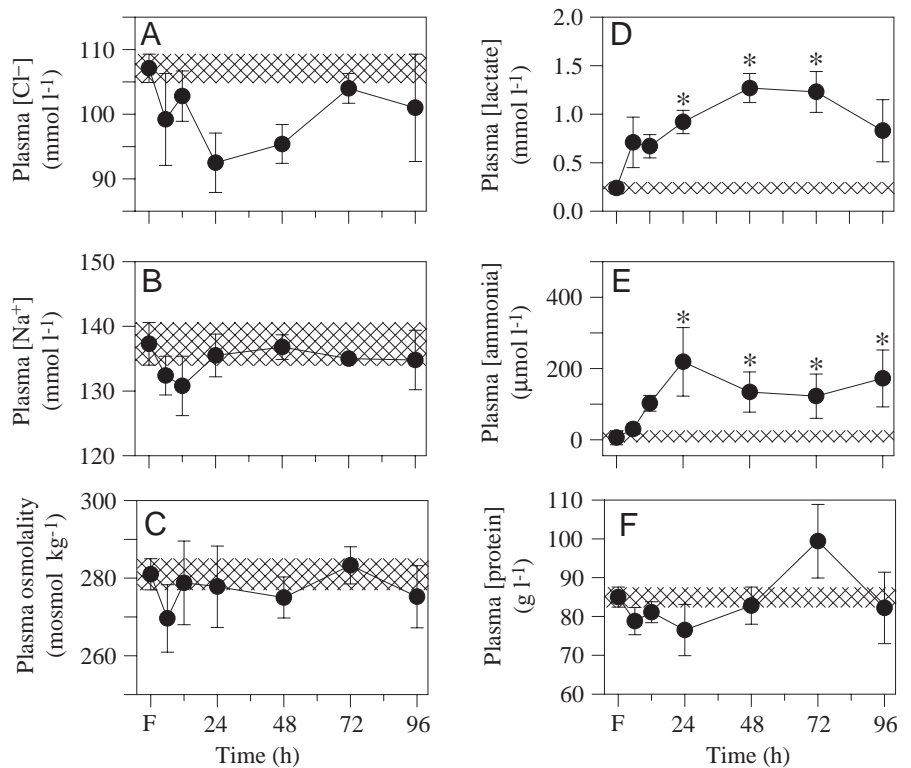 A
Plasma [Cl–]
(mmol l-1)
110
100
90
B
Plasma [Na+]
(mmol l-1)
150
140
130
120
C
Plasma osmolality
(mosmol kg-1)
300
280
260
F 24 48 72 96
Time (h)
D
Plasma [lactate]
(mmol l-1)
2.0
1.5
1.0
0.5
0.0
* * *
E
Plasma [ammonia]
(μmol l-1)
400
200
0
* * * *
F
Plasma [protein]
(g l-1)
110
100
90
80
70
60
F 24 48 72 96
Time (h)